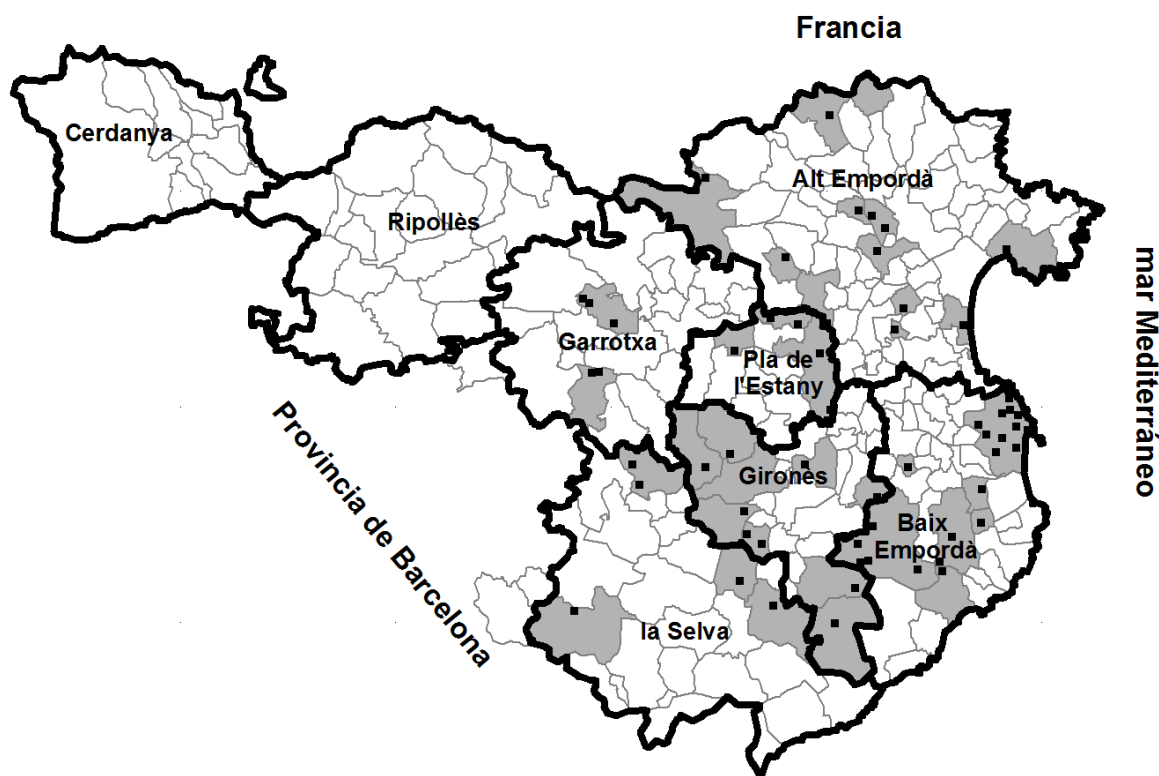 Francia
Cerdanya
Alt Empordà
Ripollès
mar Mediterráneo
Garrotxa
Pla de
l'Estany
Provincia de Barcelona
Gironès
Baix
Empordà
la Selva